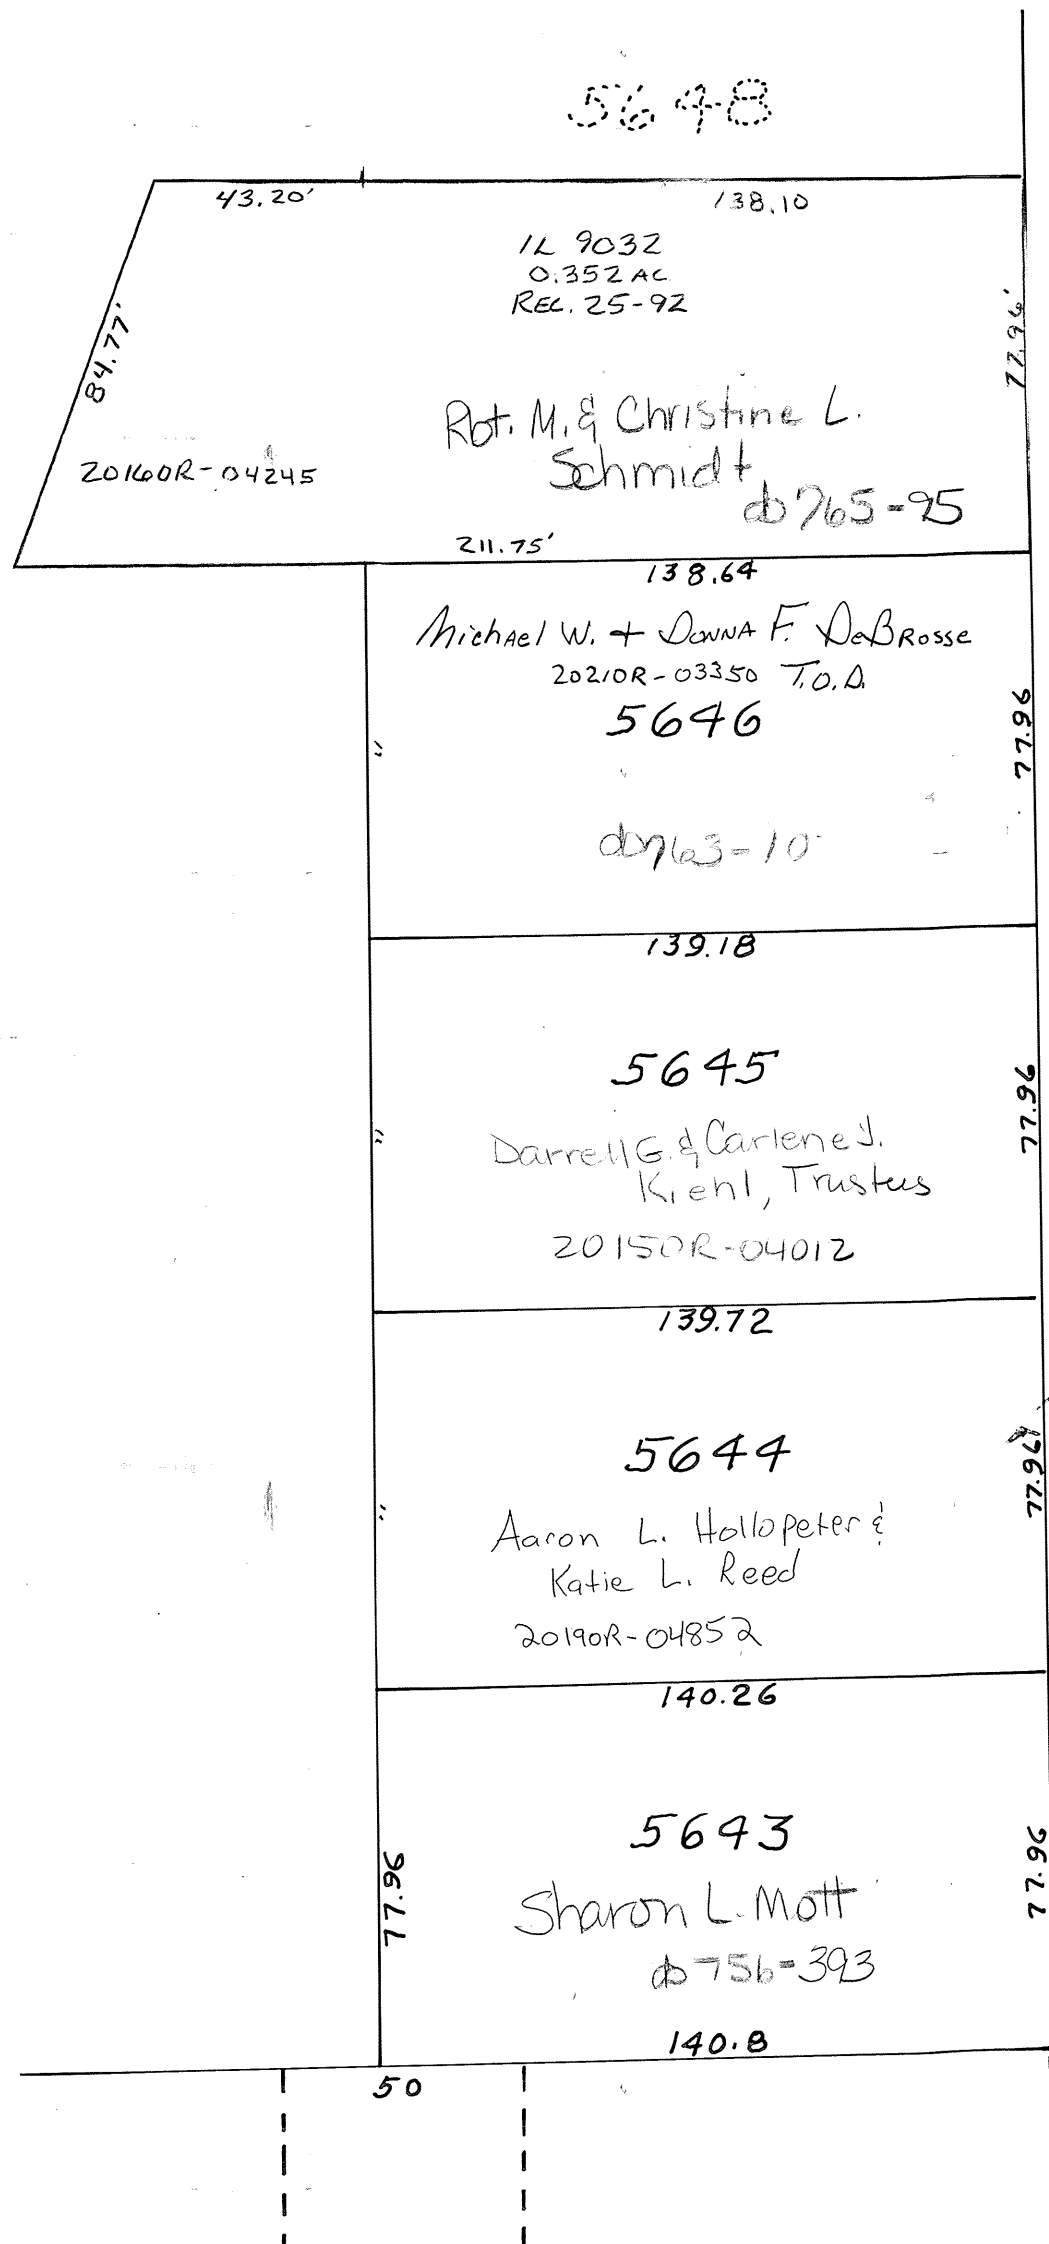 5648
43.20'
138.10
IL 9032
0.352 AC
REC. 25-92
84.77'
77.96'
Rbt. M. & Christine L.
Schmidt
20160R-04245
db 765-95
211.75'
138.64
Michael W. + Donna F. DeBrosse
20210R-03350 T.O.D.
5646
"
77.96
db763-10
139.18
5645
77.96
"
Darrell G. & Carlene J.
Kiehl, Trustees
20150R-04012
139.72
5644
77.96'
"
Aaron L. Hollopeter &
Katie L. Reed
20190R-04852
140.26
5643
77.96
77.96
Sharon L. Mott
db 756-393
140.8
50